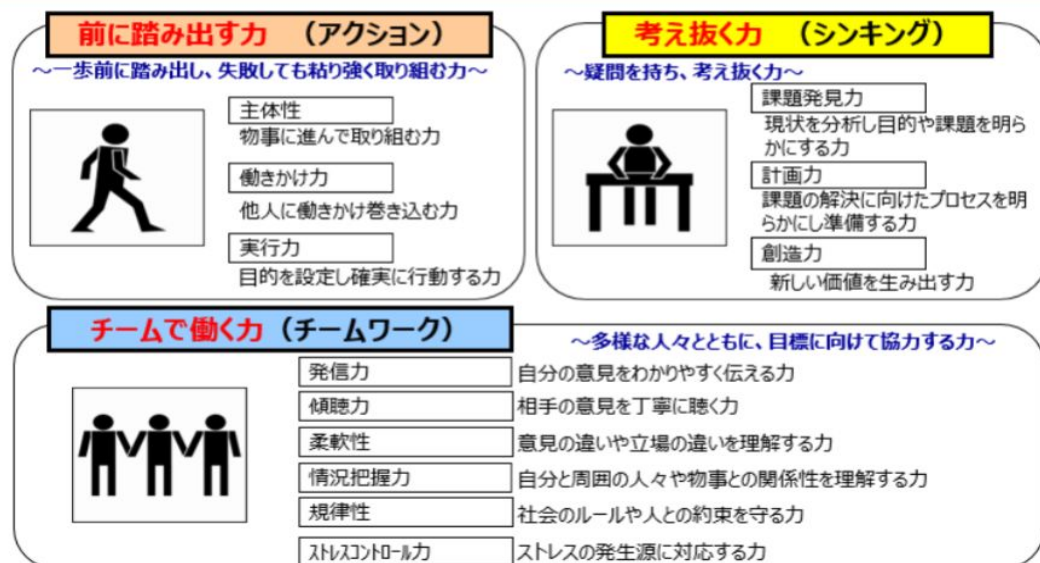 前に踏み出す力 （アクション）
～一歩前に踏み出し、失敗しても粘り強く取り組む力～
主体性
物事に進んで取り組む力
働きかけ力
他人に働きかけ巻き込む力
実行力
目的を設定し確実に行動する力
考え抜く力 （シンキング）
～疑問を持ち、考え抜く力～
課題発見力
現状を分析し目的や課題を明ら
かにする力
計画力
課題の解決に向けたプロセスを明
らかにし準備する力
創造力
新しい価値を生み出す力
チームで働く力 （チームワーク）
～多様な人々とともに、目標に向けて協力する力～
発信力 自分の意見をわかりやすく伝える力
傾聴力 相手の意見を丁寧に聴く力
柔軟性 意見の違いや立場の違いを理解する力
情況把握力 自分と周囲の人々や物事との関係性を理解する力
規律性 社会のルールや人との約束を守る力
ストレスコントロール力 ストレスの発生源に対応する力